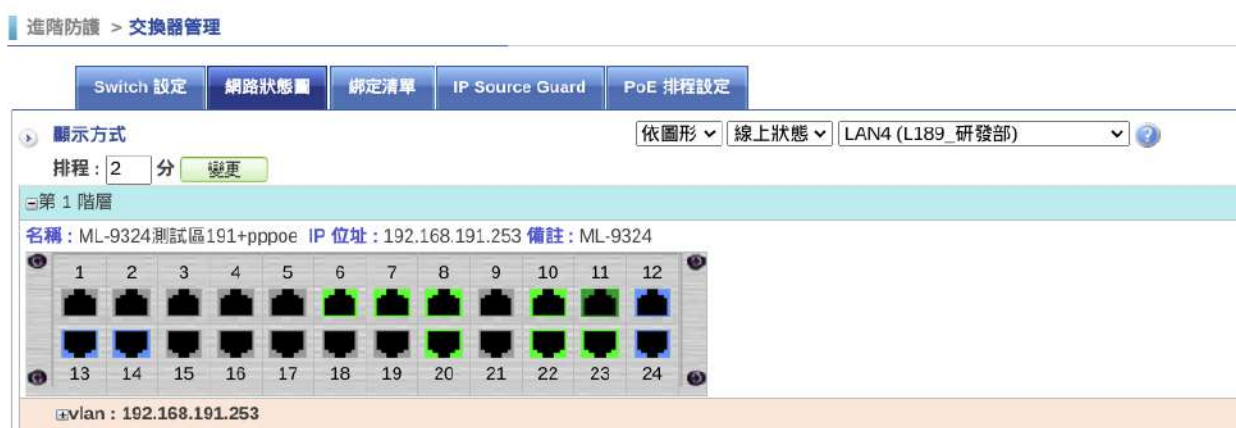 進階防護 > 交換器管理
Switch 設定 網路狀態圖 綁定清單 IP Source Guard PoE 排程設定
顯示方式 依圖形 線上狀態 LAN4 (L189_研發部)
排程 : 2 分 變更
第 1 階層
名稱 : ML-9324測試區191+pppoe IP 位址 : 192.168.191.253 備註 : ML-9324
1 2 3 4 5 6 7 8 9 10 11 12
13 14 15 16 17 18 19 20 21 22 23 24
vlan : 192.168.191.253